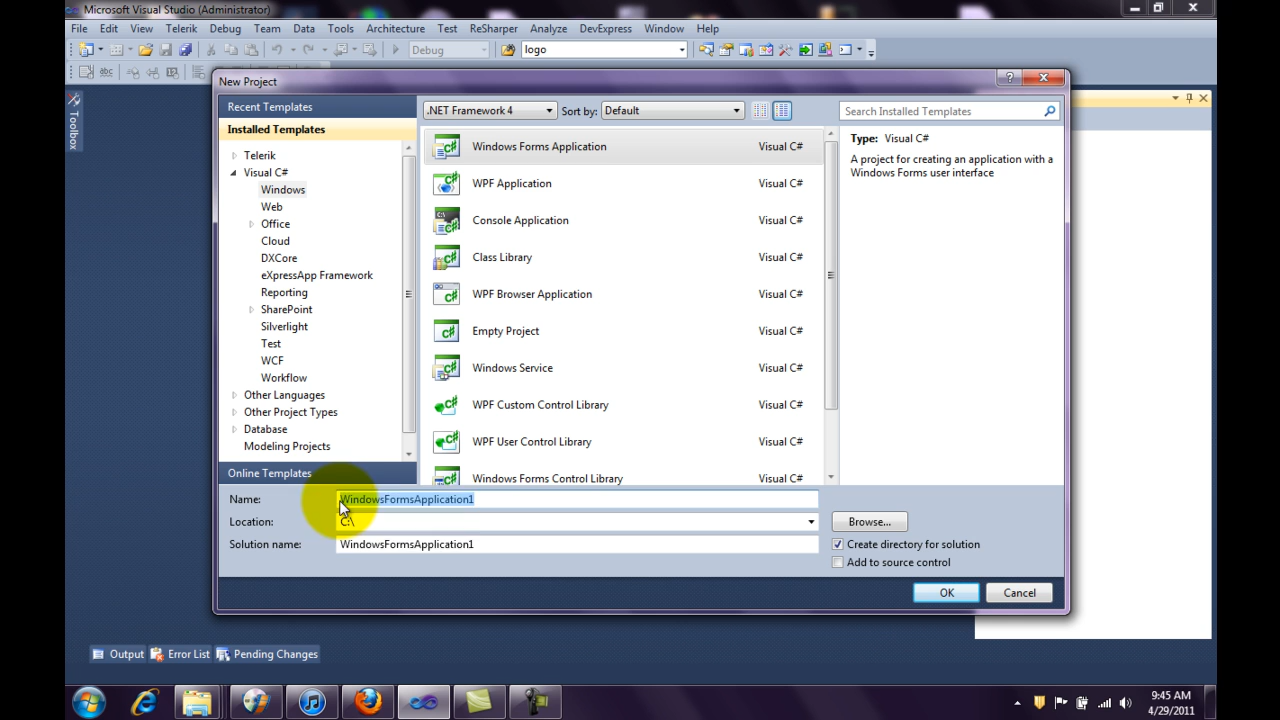 Microsoft Visual Studio (Administrator)
File Edit View Telerik Debug Team Data Tools Architecture Test ReSharper Analyze DevExpress Window Help
Debug logo
New Project
Toolbox
Recent Templates
Installed Templates
Telerik
Visual C#
Windows
Web
Office
Cloud
DXCore
eXpressApp Framework
Reporting
SharePoint
Silverlight
Test
WCF
Workflow
Other Languages
Other Project Types
Database
Modeling Projects
Online Templates
.NET Framework 4 Sort by: Default
Windows Forms Application Visual C#
WPF Application Visual C#
Console Application Visual C#
Class Library Visual C#
WPF Browser Application Visual C#
Empty Project Visual C#
Windows Service Visual C#
WPF Custom Control Library Visual C#
WPF User Control Library Visual C#
Windows Forms Control Library Visual C#
Search Installed Templates
Type: Visual C#
A project for creating an application with a
Windows Forms user interface
Name: WindowsFormsApplication1
Location: C:\ Browse...
Solution name: WindowsFormsApplication1
Create directory for solution
Add to source control
OK Cancel
Output Error List Pending Changes
9:45 AM
4/29/2011